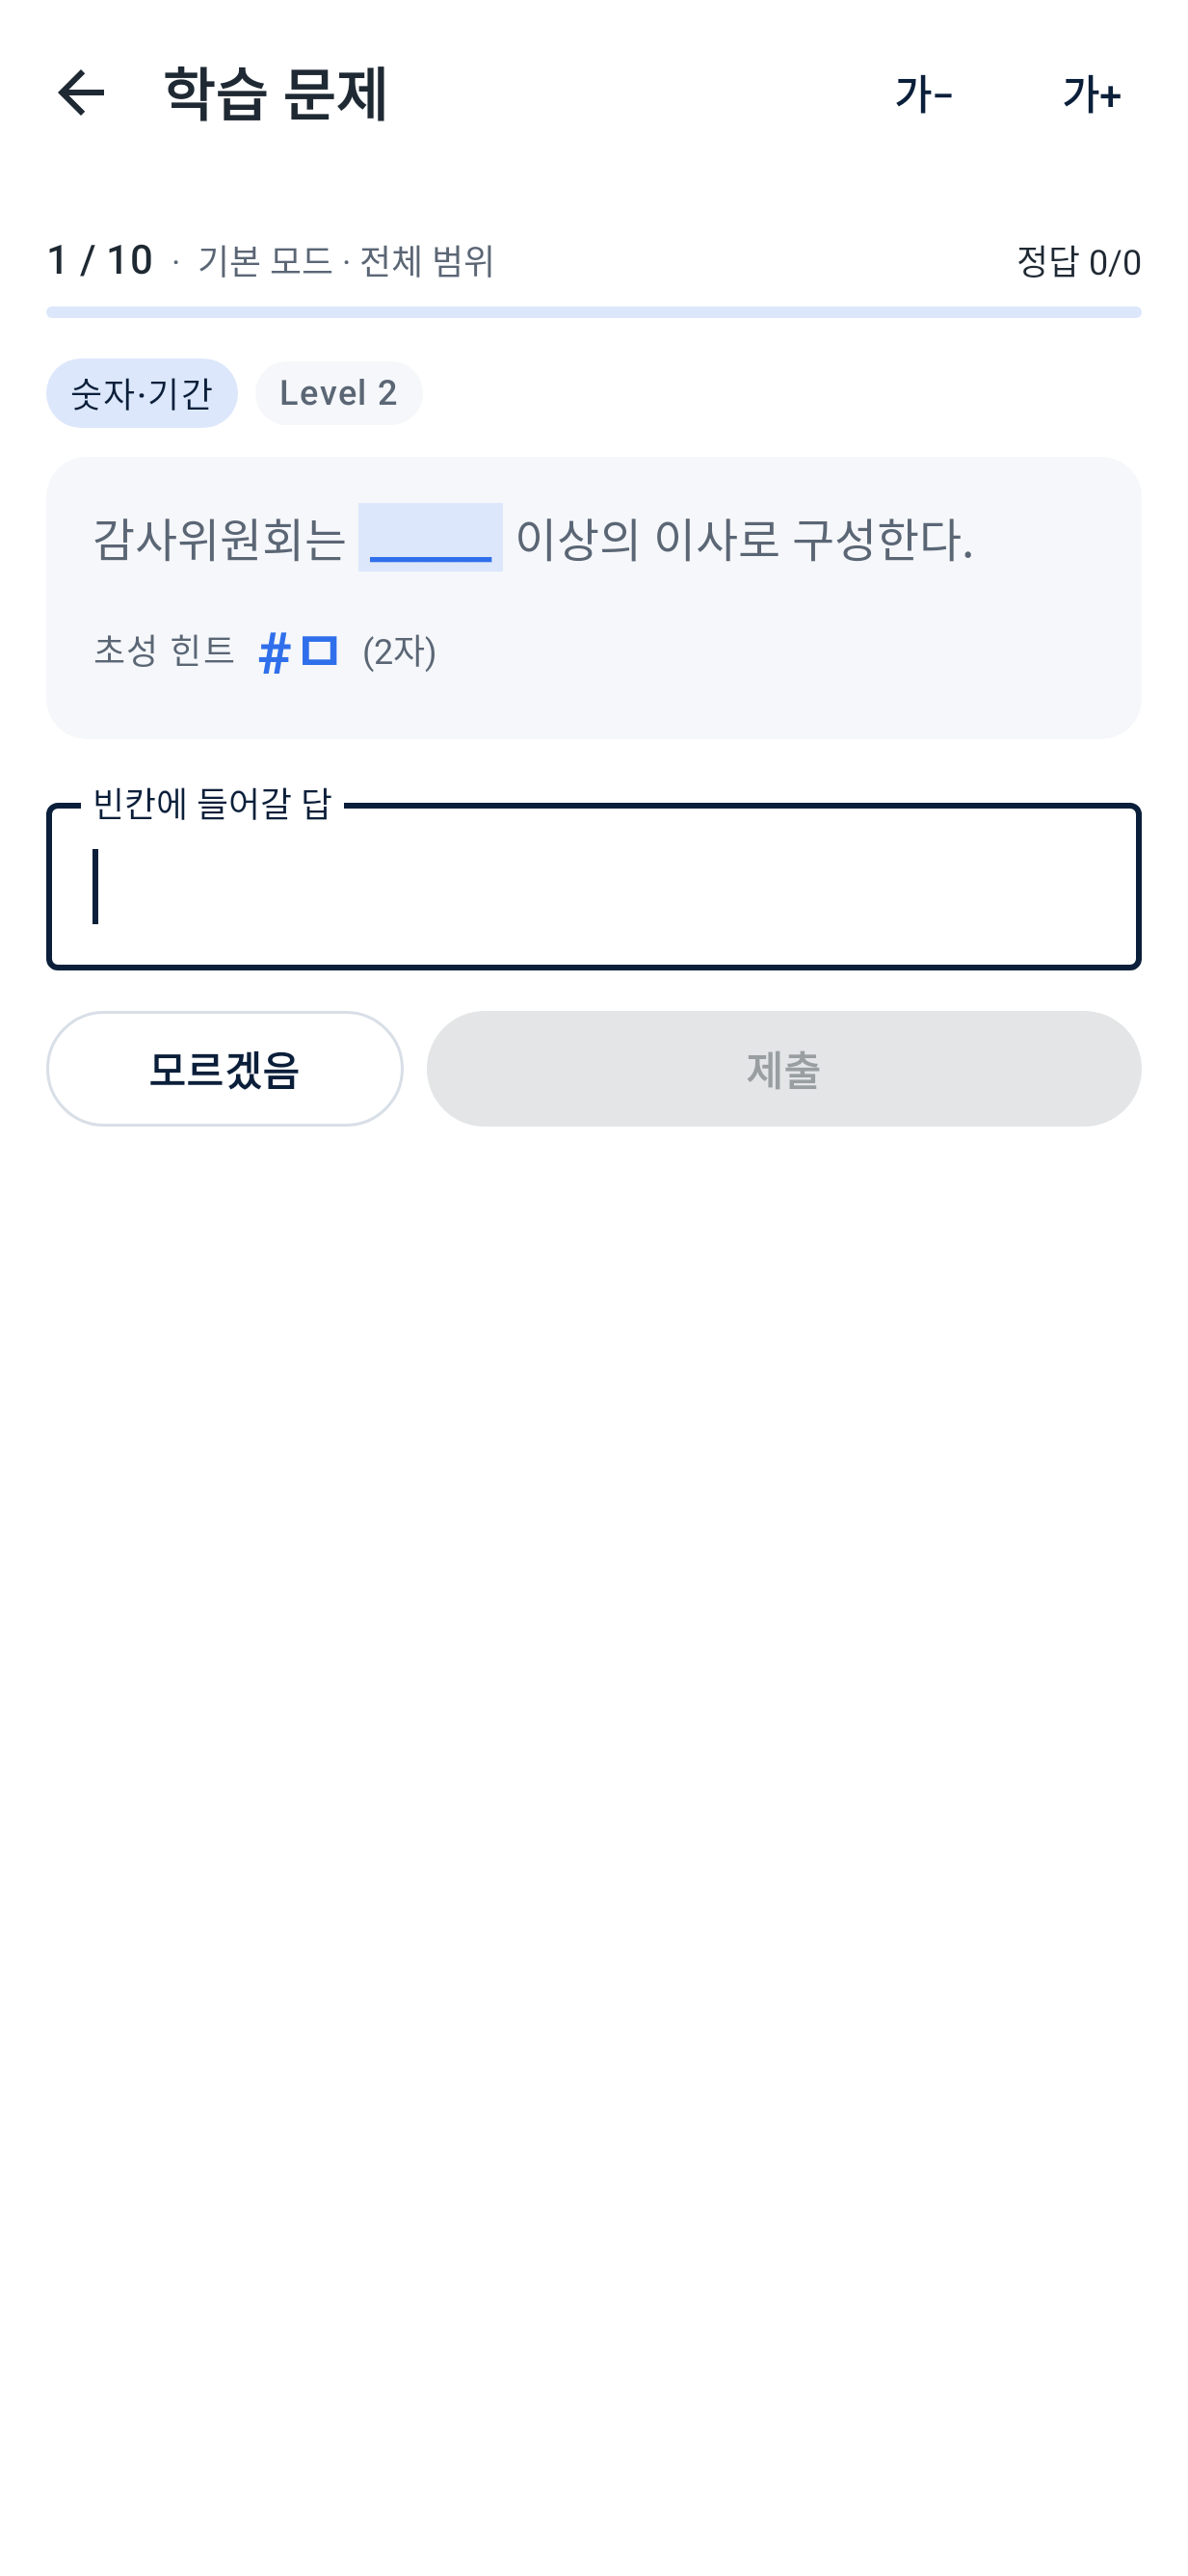 학습 문제 가- 가+
1 / 10 · 기본 모드 · 전체 범위 정답 0/0
숫자·기간 Level 2
감사위원회는 _____ 이상의 이사로 구성한다.
초성 힌트 #ㅁ (2자)
빈칸에 들어갈 답
모르겠음 제출